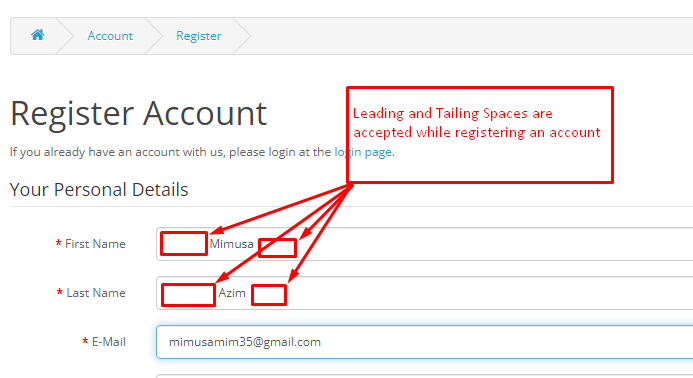 Account Register
Register Account
Leading and Tailing Spaces are
accepted while registering an account
If you already have an account with us, please login at the login page.
Your Personal Details
* First Name Mimusa
* Last Name Azim
* E-Mail mimusamim35@gmail.com